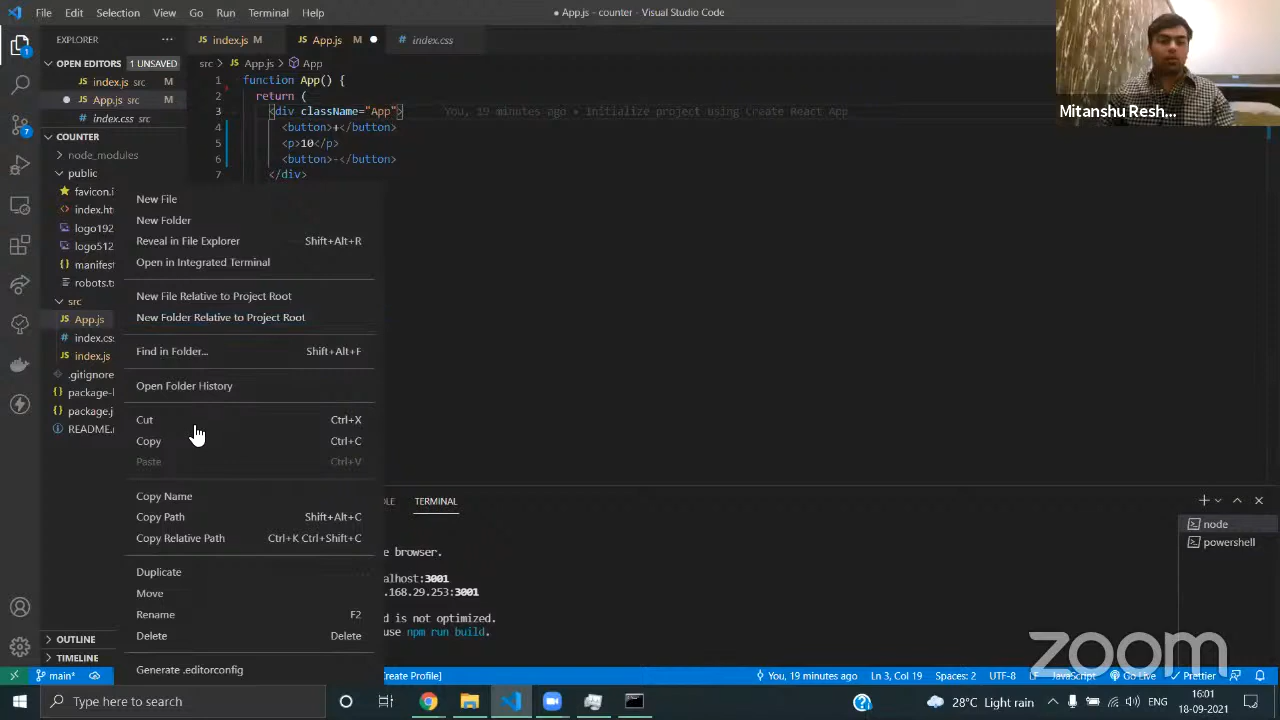 File Edit Selection View Go Run Terminal Help
● App.js – counter - Visual Studio Code
EXPLORER ···
JS index.js M
JS App.js M ●
# index.css
OPEN EDITORS 1 UNSAVED
src > JS App.js > App
JS index.js src M
● JS App.js src M
# index.css src
COUNTER
node_modules
public
favicon.i
index.ht
logo192
logo512
manifest
robots.t
src
JS App.js
# index.cs
JS index.js
.gitignore
package-l
package.j
README.
1 function App() {
2 return (
3 <div className="App"> You, 19 minutes ago • Initialize project using Create React App
4 <button>+</button>
5 <p>10</p>
6 <button>-</button>
7 </div>
Mitanshu Resh...
New File
New Folder
Reveal in File Explorer Shift+Alt+R
Open in Integrated Terminal
New File Relative to Project Root
New Folder Relative to Project Root
Find in Folder... Shift+Alt+F
Open Folder History
Cut Ctrl+X
Copy Ctrl+C
Paste Ctrl+V
Copy Name
Copy Path Shift+Alt+C
Copy Relative Path Ctrl+K Ctrl+Shift+C
Duplicate
Move
Rename F2
Delete Delete
Generate .editorconfig
OLE TERMINAL
e browser.
alhost:3001
.168.29.253:3001
d is not optimized.
use npm run build.
node
powershell
OUTLINE
TIMELINE
zoom
1
7
main*
Create Profile]
You, 19 minutes ago Ln 3, Col 19 Spaces: 2 UTF-8 LF JavaScript Go Live Prettier
Type here to search
28°C Light rain
ENG
16:01
18-09-2021